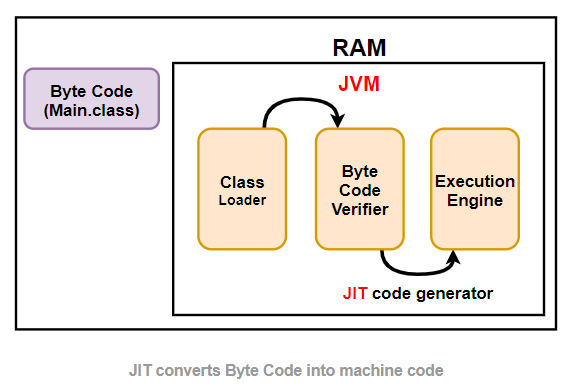 RAM
Byte Code
(Main.class)
JVM
Class
Loader
Byte
Code
Verifier
Execution
Engine
JIT code generator
JIT converts Byte Code into machine code